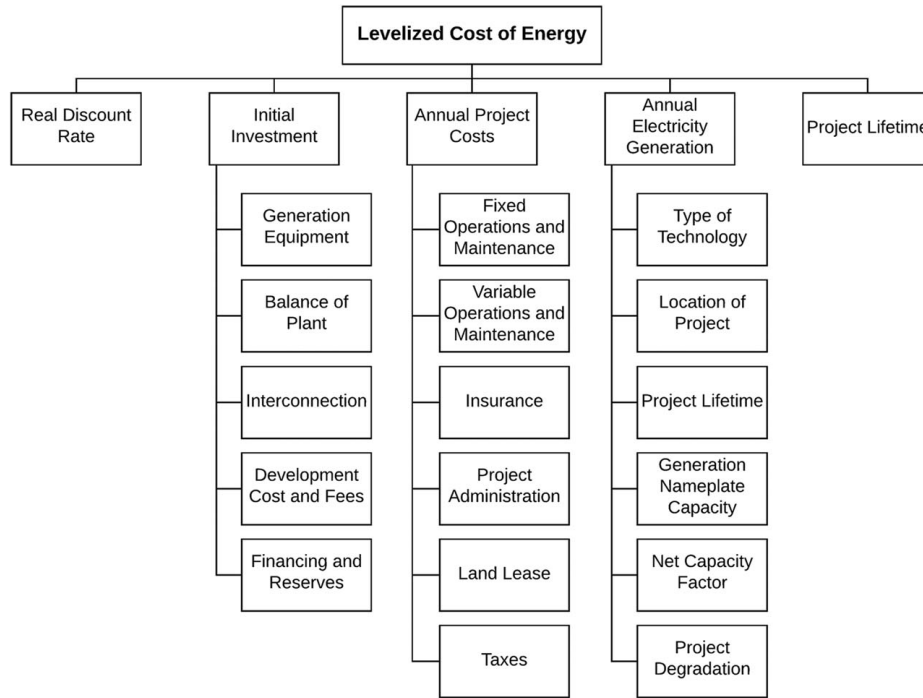 Levelized Cost of Energy
Real Discount
Rate
Initial
Investment
Annual Project
Costs
Annual
Electricity
Generation
Project Lifetime
Generation
Equipment
Balance of
Plant
Interconnection
Development
Cost and Fees
Financing and
Reserves
Fixed
Operations and
Maintenance
Variable
Operations and
Maintenance
Insurance
Project
Administration
Land Lease
Taxes
Type of
Technology
Location of
Project
Project Lifetime
Generation
Nameplate
Capacity
Net Capacity
Factor
Project
Degradation